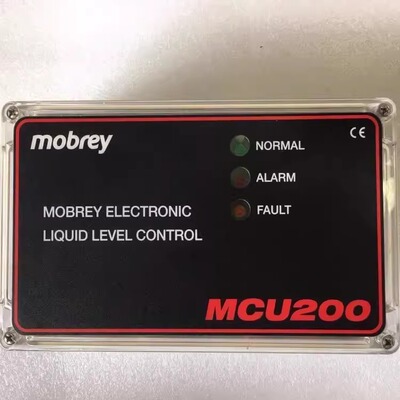 mobrey
CE
NORMAL
ALARM
FAULT
MOBREY ELECTRONIC
LIQUID LEVEL CONTROL
MCU200